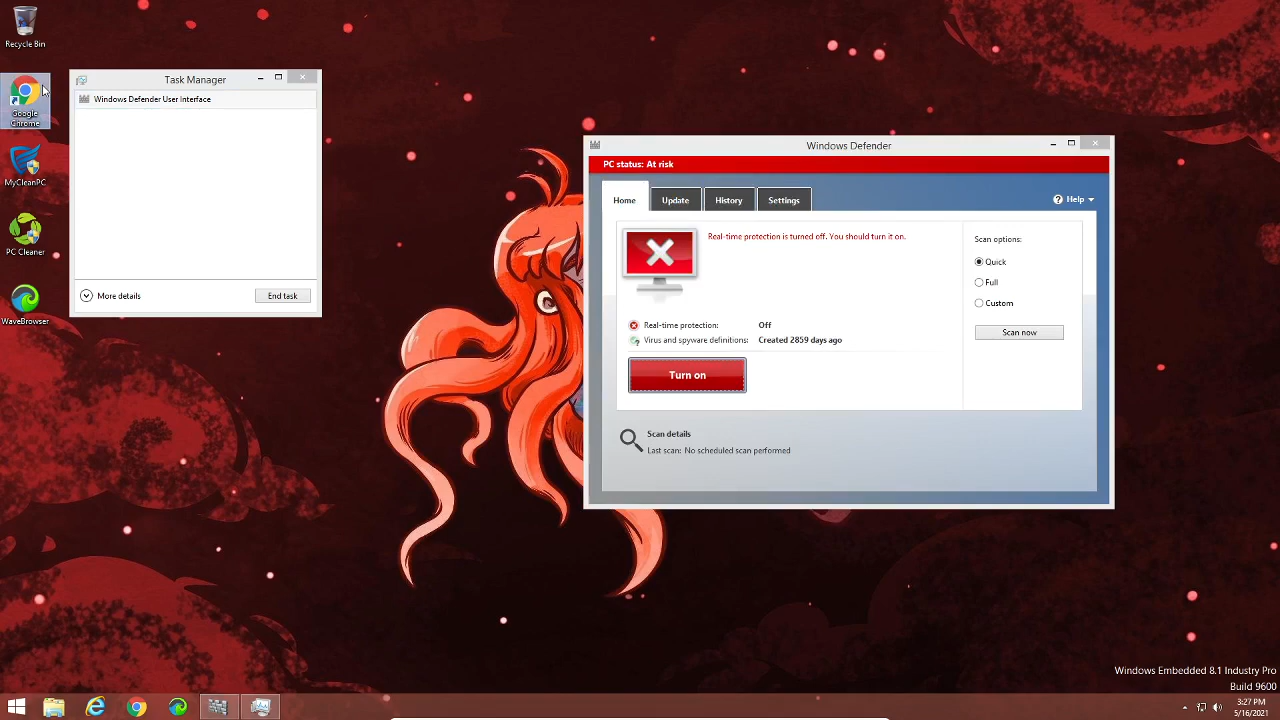 Recycle Bin
Google
Chrome
MyCleanPC
PC Cleaner
WaveBrowser
Task Manager
Windows Defender User Interface
More details
End task
Windows Defender
PC status: At risk
Home
Update
History
Settings
Help
Real-time protection is turned off. You should turn it on.
Real-time protection:
Off
Virus and spyware definitions:
Created 2859 days ago
Turn on
Scan options:
Quick
Full
Custom
Scan now
Scan details
Last scan: No scheduled scan performed
Windows Embedded 8.1 Industry Pro
Build 9600
3:27 PM
5/16/2021